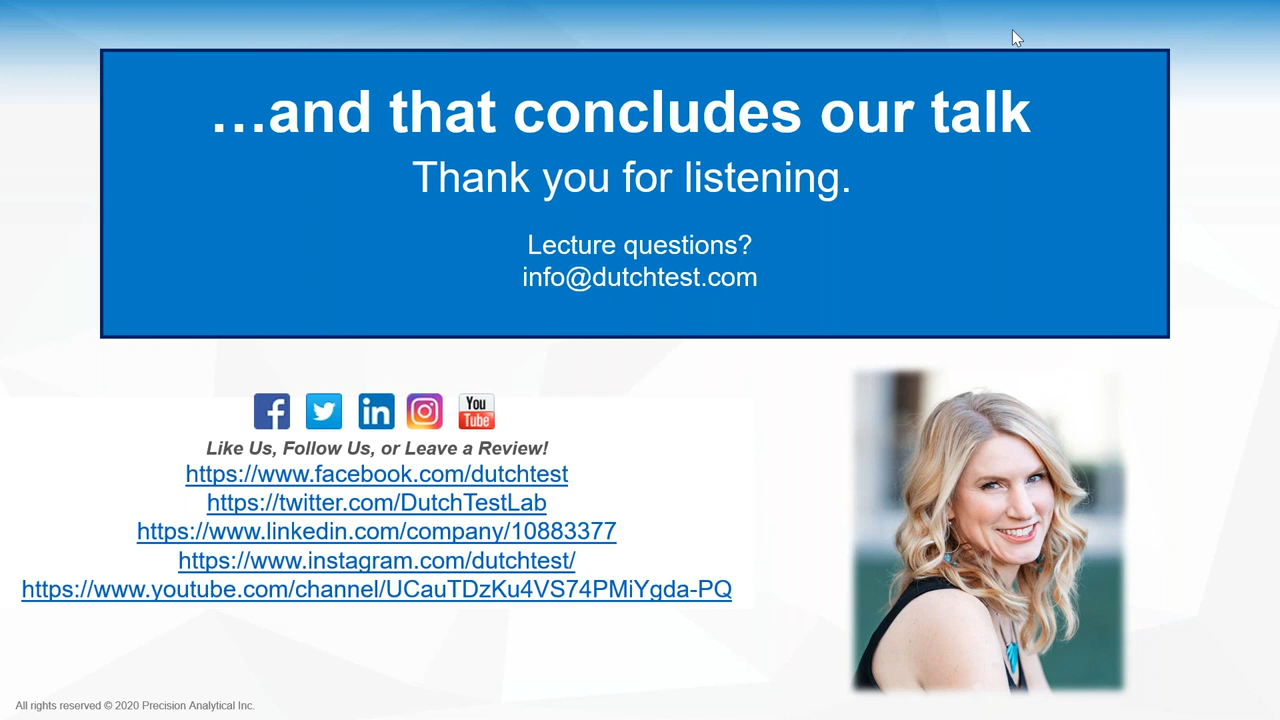 …and that concludes our talk
Thank you for listening.
Lecture questions?
info@dutchtest.com
You
Tube
Like Us, Follow Us, or Leave a Review!
https://www.facebook.com/dutchtest
https://twitter.com/DutchTestLab
https://www.linkedin.com/company/10883377
https://www.instagram.com/dutchtest/
https://www.youtube.com/channel/UCauTDzKu4VS74PMiYgda-PQ
All rights reserved © 2020 Precision Analytical Inc.